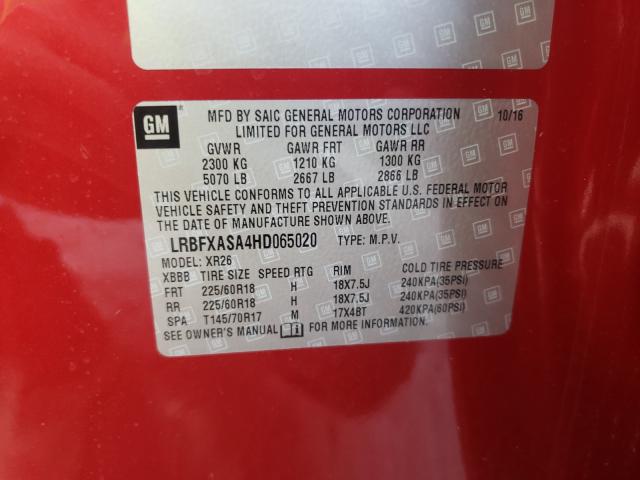 GM
MFD BY SAIC GENERAL MOTORS CORPORATION 10/16
LIMITED FOR GENERAL MOTORS LLC
GVWR GAWR FRT GAWR RR
2300 KG 1210 KG 1300 KG
5070 LB 2667 LB 2866 LB
THIS VEHICLE CONFORMS TO ALL APPLICABLE U.S. FEDERAL MOTOR
VEHICLE SAFETY AND THEFT PREVENTION STANDARDS IN EFFECT ON
THE DATE OF MANUFACTURE SHOWN ABOVE.
LRBFXASA4HD065020 TYPE: M.P.V.
MODEL: XR26
XBBB TIRE SIZE SPEED RTG RIM COLD TIRE PRESSURE
FRT 225/60R18 H 18X7.5J 240KPA(35PSI)
RR 225/60R18 H 18X7.5J 240KPA(35PSI)
SPA T145/70R17 M 17X4BT 420KPA(60PSI)
SEE OWNER'S MANUAL FOR MORE INFORMATION.